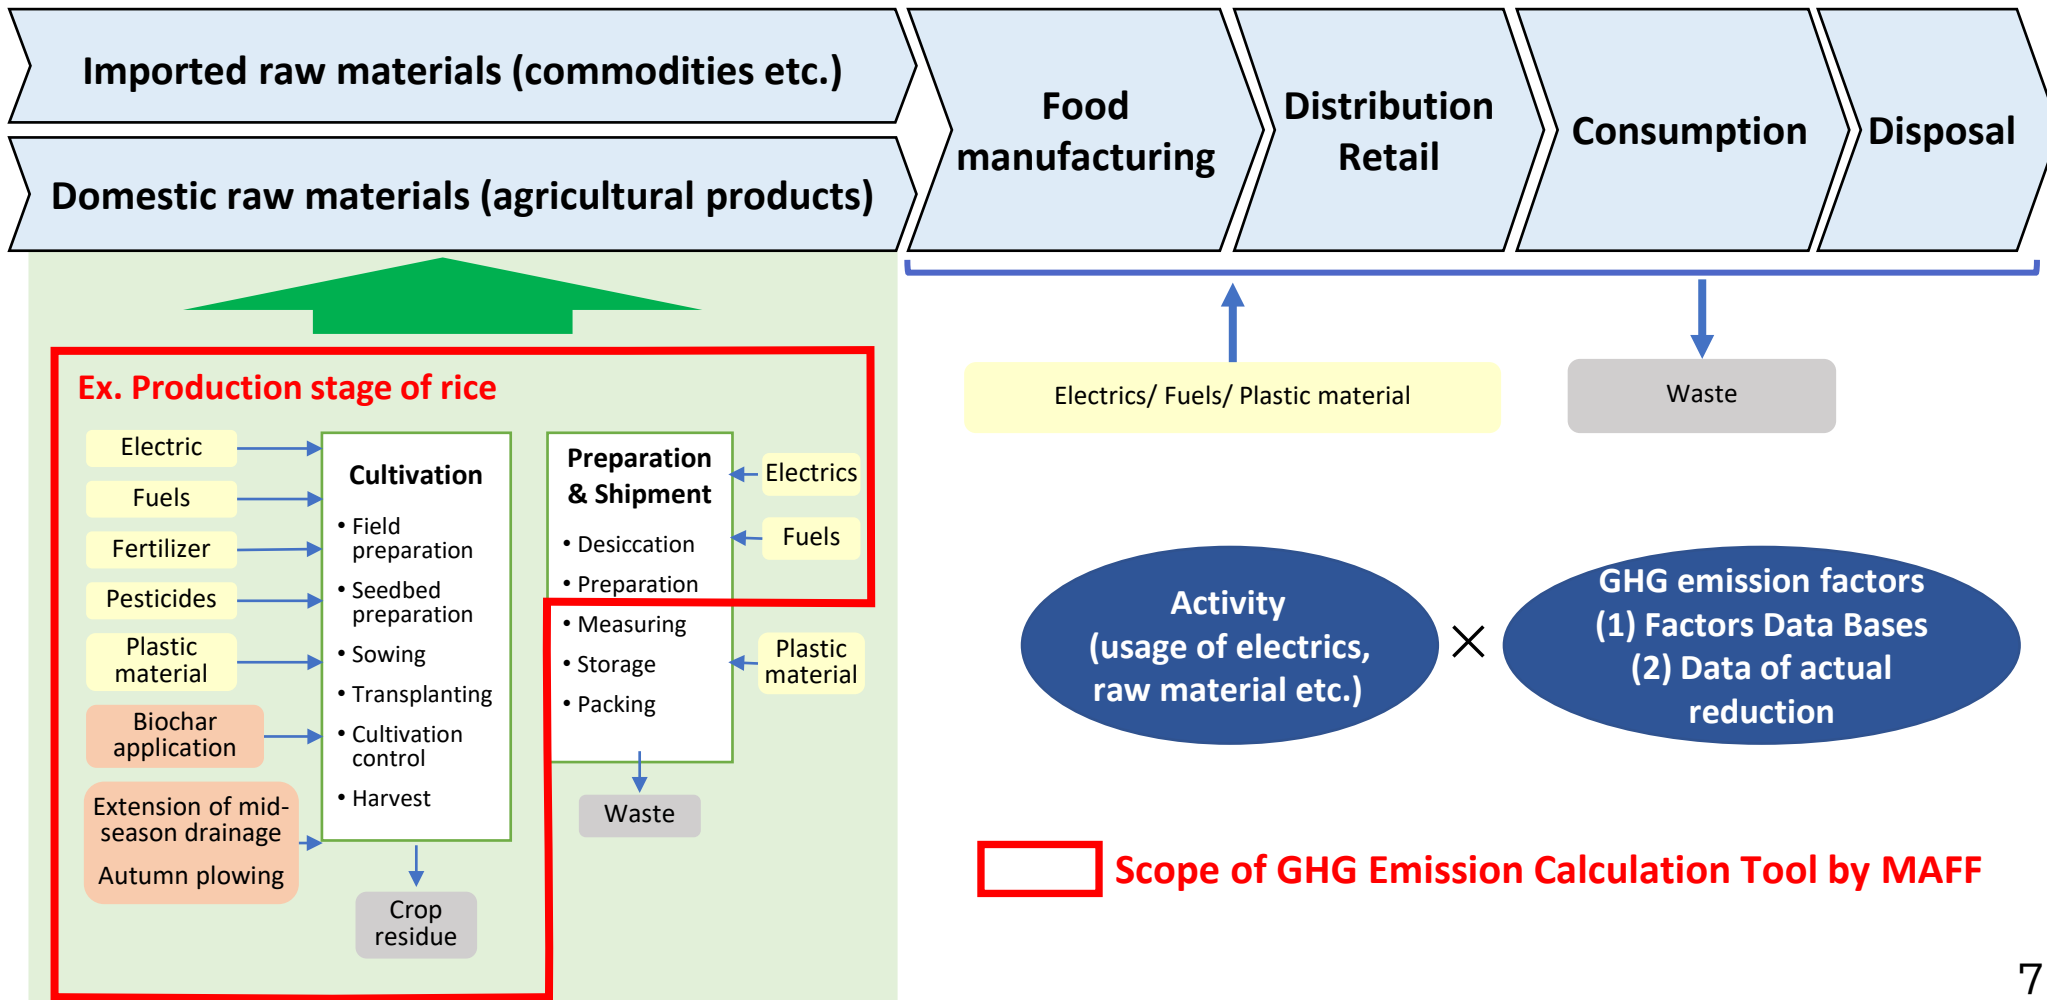 Imported raw materials (commodities etc.)
Domestic raw materials (agricultural products)
Food
manufacturing
Distribution
Retail
Consumption
Disposal
Ex. Production stage of rice
Electric
Fuels
Fertilizer
Pesticides
Plastic
material
Biochar
application
Extension of mid-
season drainage
Autumn plowing
Cultivation
• Field
preparation
• Seedbed
preparation
• Sowing
• Transplanting
• Cultivation
control
• Harvest
Crop
residue
Preparation
& Shipment
• Desiccation
• Preparation
• Measuring
• Storage
• Packing
Electrics
Fuels
Plastic
material
Waste
Electrics/ Fuels/ Plastic material
Waste
Activity
(usage of electrics,
raw material etc.)
×
GHG emission factors
(1) Factors Data Bases
(2) Data of actual
reduction
Scope of GHG Emission Calculation Tool by MAFF
7